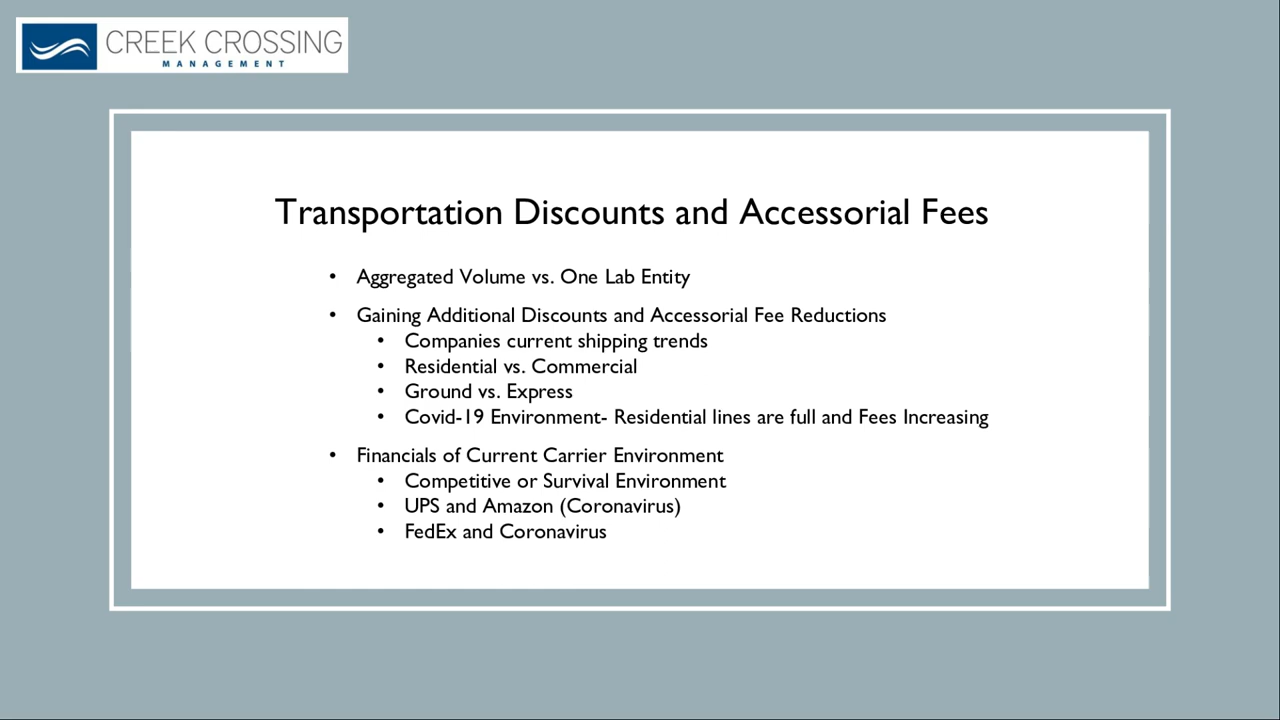 CREEK CROSSING
MANAGEMENT
Transportation Discounts and Accessorial Fees
• Aggregated Volume vs. One Lab Entity
• Gaining Additional Discounts and Accessorial Fee Reductions
• Companies current shipping trends
• Residential vs. Commercial
• Ground vs. Express
• Covid-19 Environment- Residential lines are full and Fees Increasing
• Financials of Current Carrier Environment
• Competitive or Survival Environment
• UPS and Amazon (Coronavirus)
• FedEx and Coronavirus